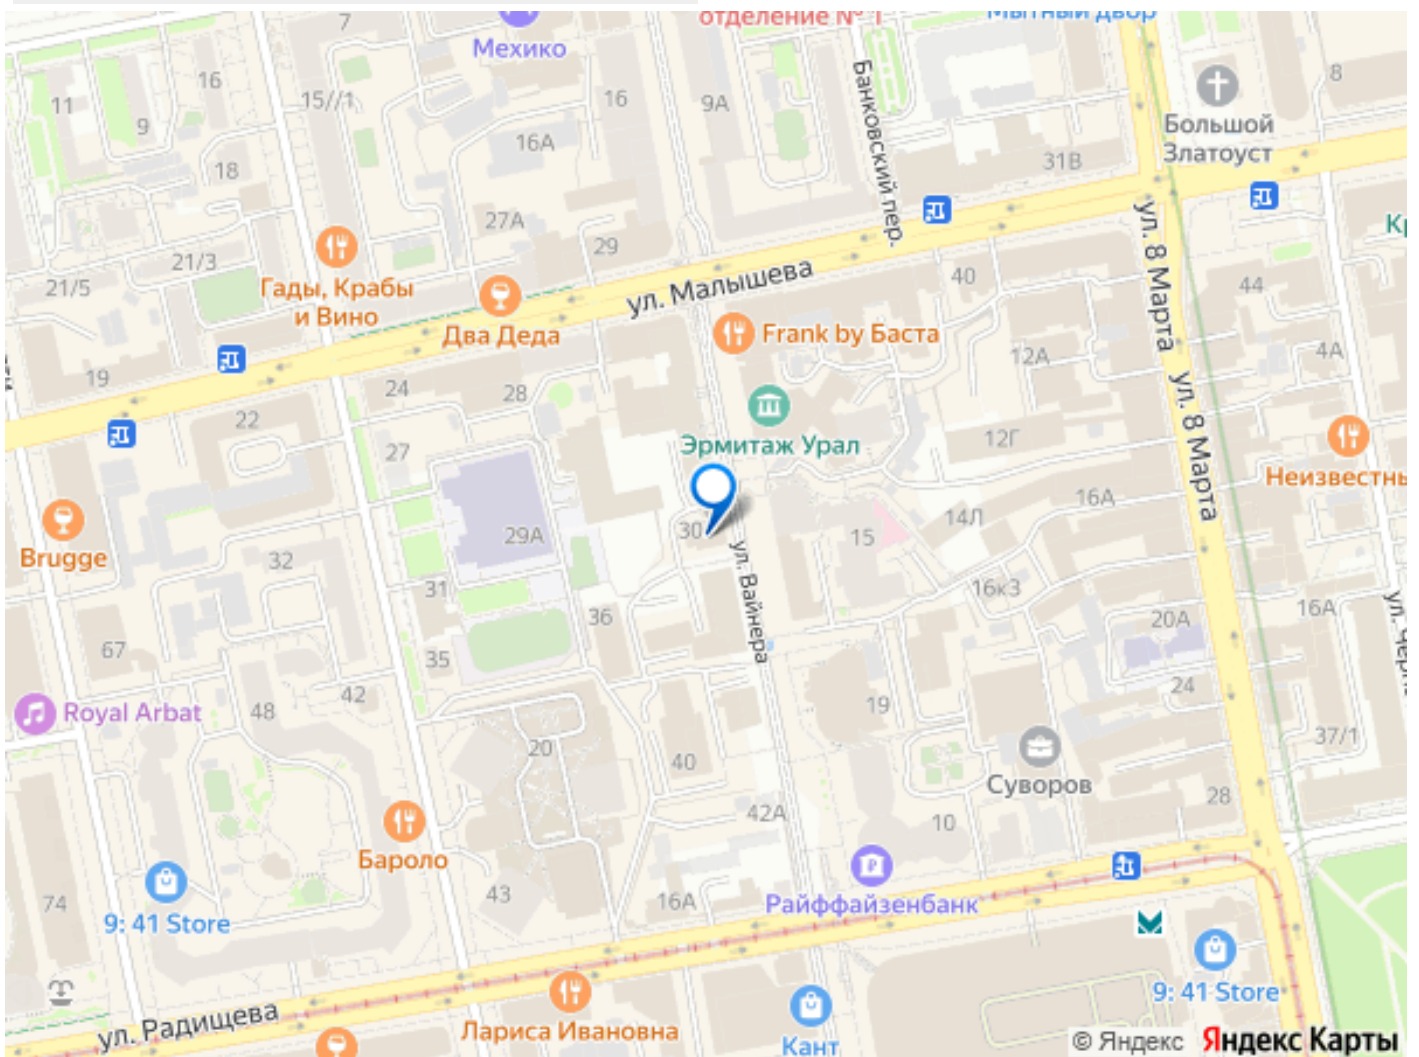 отделение № 1
Мытный двор
7
Мехико
16
11
9
15//1
16
9А
Банковский пер.
8
Большой
Златоуст
31В
16А
18
27А
29
21/3
21/5
Гады, Крабы
и Вино
Два Деда
ул. Малышева
40
ул. 8 Марта
44
Frank by Баста
12А
4А
19
24
28
22
27
Эрмитаж Урал
12Г
ул. 8 Марта
Неизвестны
16А
Brugge
29А
30
15
14Л
32
31
36
ул. Вайнера
16к3
20А
16А
67
35
42
48
Royal Arbat
19
24
37/1
20
40
Суворов
28
42А
10
Бароло
74
9: 41 Store
43
16А
Райффайзенбанк
9: 41 Store
ул. Радищева
Лариса Ивановна
Кант
© Яндекс Яндекс Карты